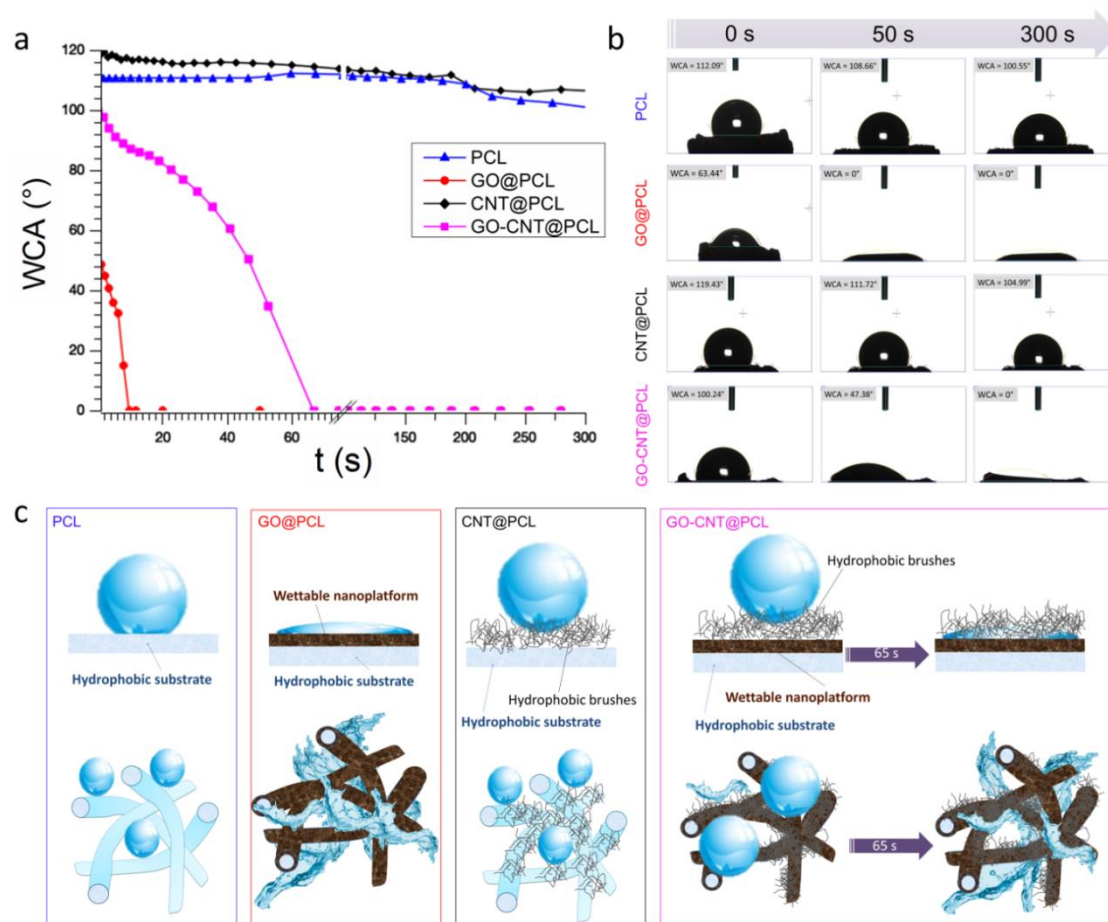 a
120
100
80
60
40
20
0
WCA (°)
20
40
60
150
200
250
300
t (s)
PCL
GO@PCL
CNT@PCL
GO-CNT@PCL
b
0 s
50 s
300 s
PCL
WCA = 112.09°
WCA = 108.66°
WCA = 100.55°
GO@PCL
WCA = 63.44°
WCA = 0°
WCA = 0°
CNT@PCL
WCA = 119.43°
WCA = 111.72°
WCA = 104.99°
GO-CNT@PCL
WCA = 100.24°
WCA = 47.38°
WCA = 0°
c
PCL
Hydrophobic substrate
GO@PCL
Wettable nanoplatform
Hydrophobic substrate
CNT@PCL
Hydrophobic brushes
Hydrophobic substrate
GO-CNT@PCL
Hydrophobic brushes
65 s
Wettable nanoplatform
Hydrophobic substrate
65 s